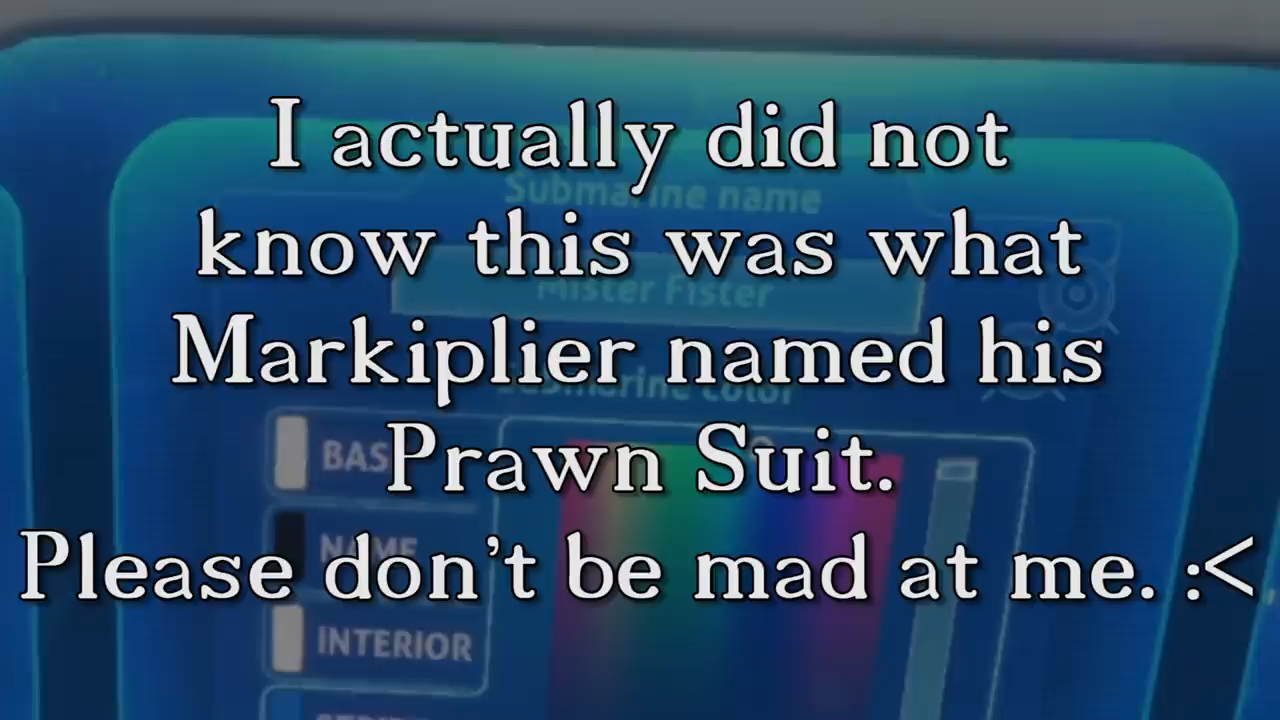 I actually did not
Submarine name
know this was what
Mister Fister
Markiplier named his
Submarine color
BASE
Prawn Suit.
NAME
Please don't be mad at me. :<
INTERIOR